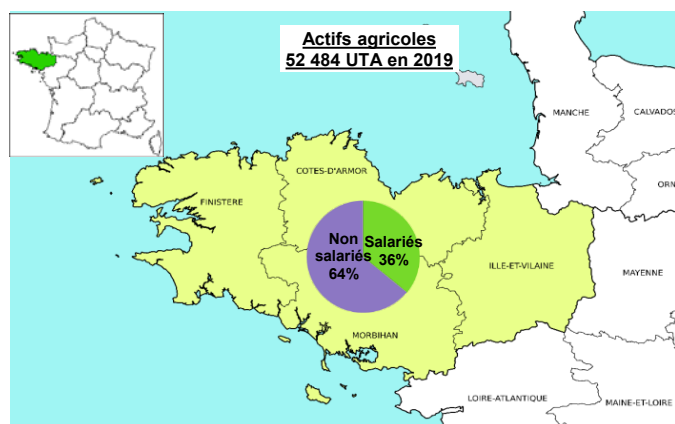 Actifs agricoles
52 484 UTA en 2019
MANCHE
CALVADOS
ORN
COTES-D'ARMOR
FINISTERE
Non
salariés
64%
Salariés
36%
ILLE-ET-VILAINE
MAYENNE
MORBIHAN
LOIRE-ATLANTIQUE
MAINE-ET-LOIRE